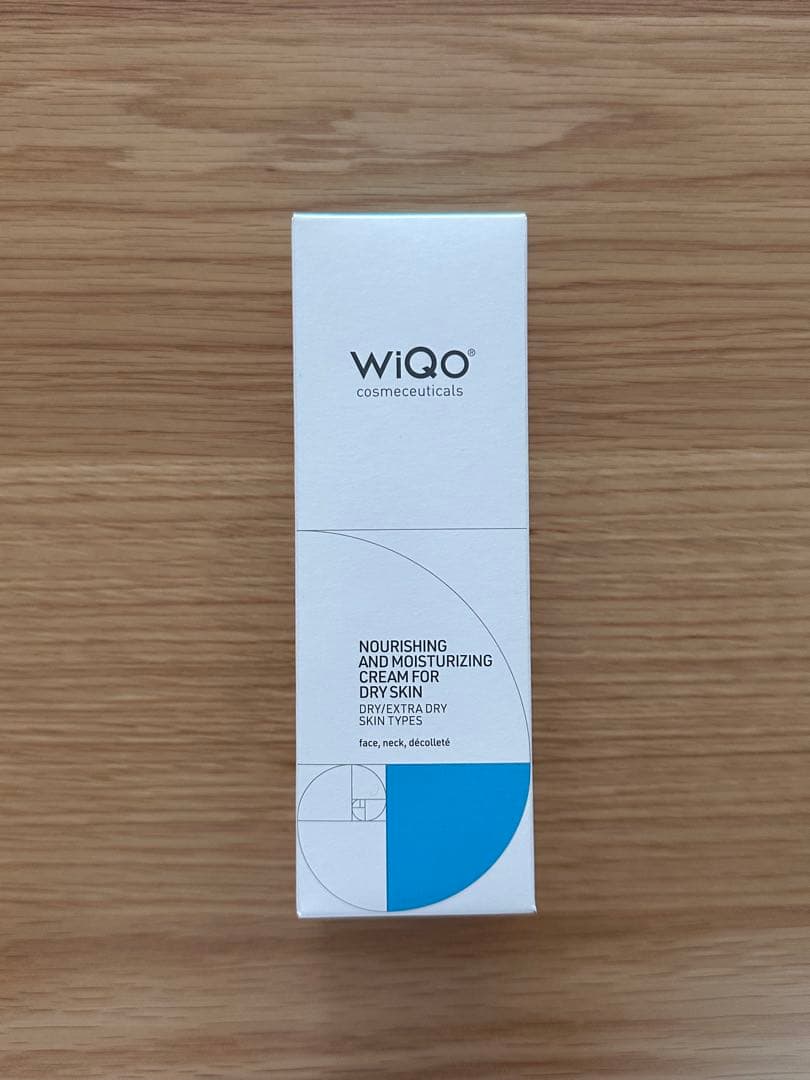 WiQo®
cosmeceuticals
NOURISHING
AND MOISTURIZING
CREAM FOR
DRY SKIN
DRY/EXTRA DRY
SKIN TYPES
face, neck, décolleté